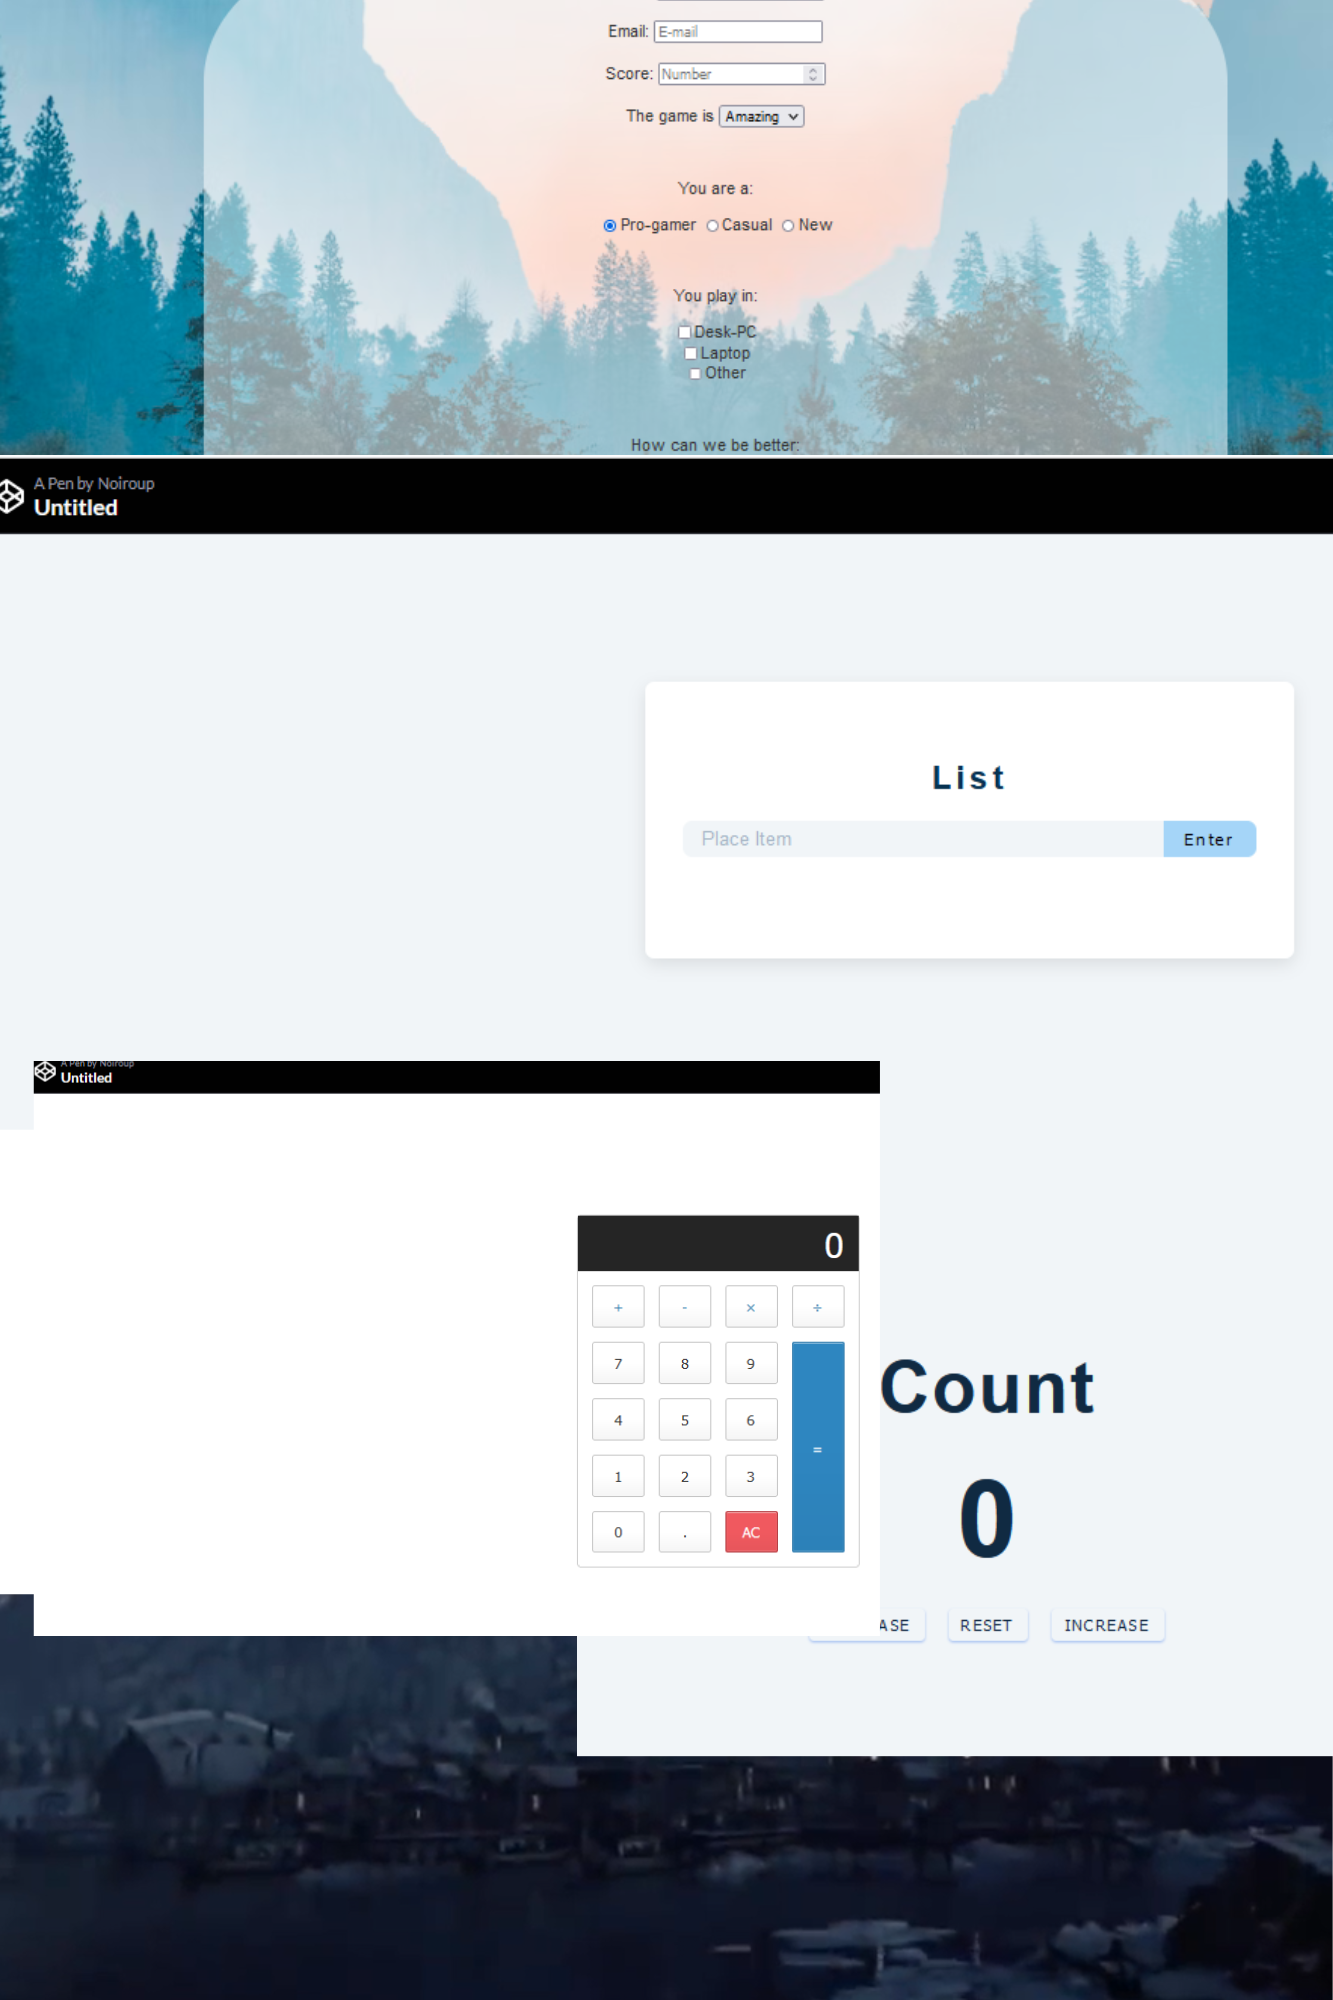 Email: E-mail
Score: Number
The game is Amazing
You are a:
Pro-gamer Casual New
You play in:
Desk-PC
Laptop
Other
How can we be better:
A Pen by Noiroup
Untitled
List
Place Item Enter
A Pen by Noiroup
Untitled
0
+ - × ÷
7 8 9
4 5 6
=
1 2 3
0 . AC
Count
0
ASE RESET INCREASE